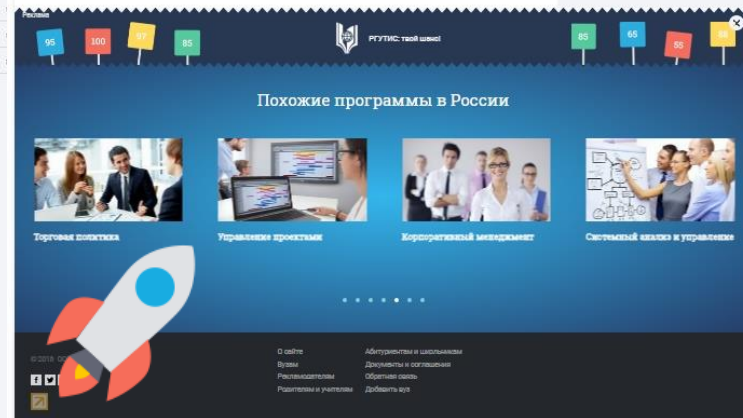 Реклама
95
100
97
85
РГУТИС: твой шанс!
85
65
55
88
Похожие программы в России
Торговая политика
Управление проектами
Корпоративный менеджмент
Системный анализ и управление
© 2018
О сайте
Вузам
Рекламодателям
Родителям и учителям
Абитуриентам и школьникам
Документы и соглашения
Обратная связь
Добавить вуз